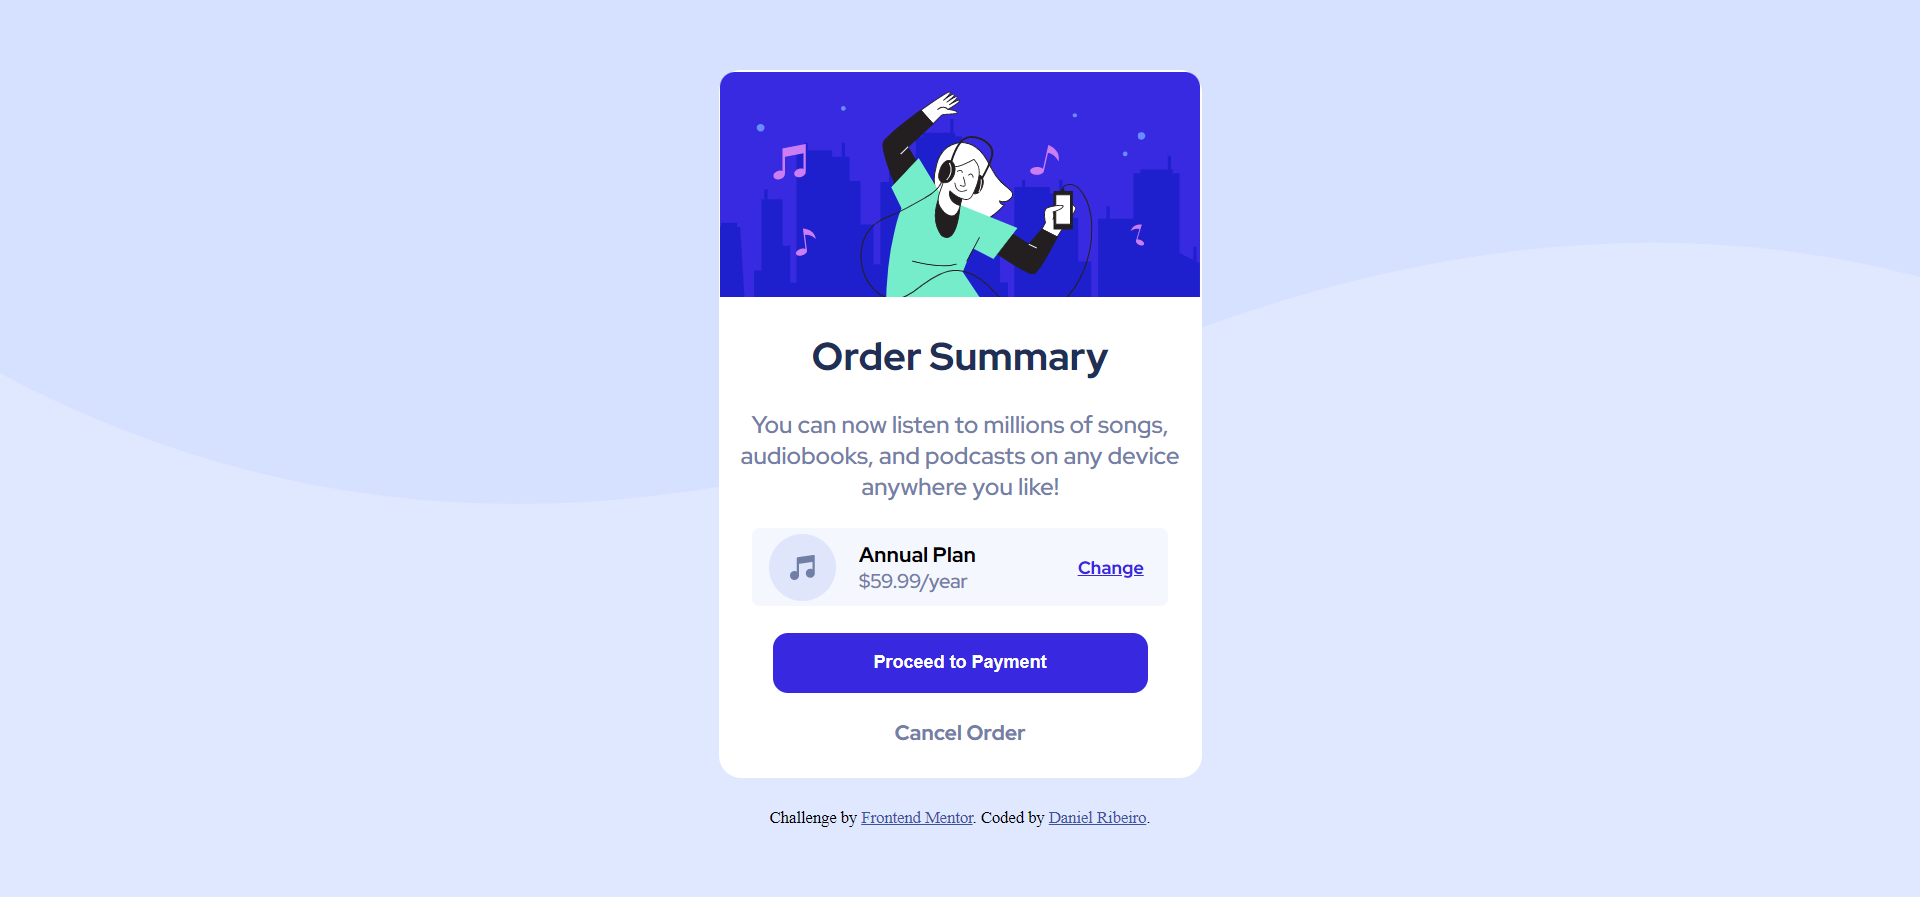 Order Summary
You can now listen to millions of songs,
audiobooks, and podcasts on any device
anywhere you like!
Annual Plan
$59.99/year
Change
Proceed to Payment
Cancel Order
Challenge by Frontend Mentor. Coded by Daniel Ribeiro.